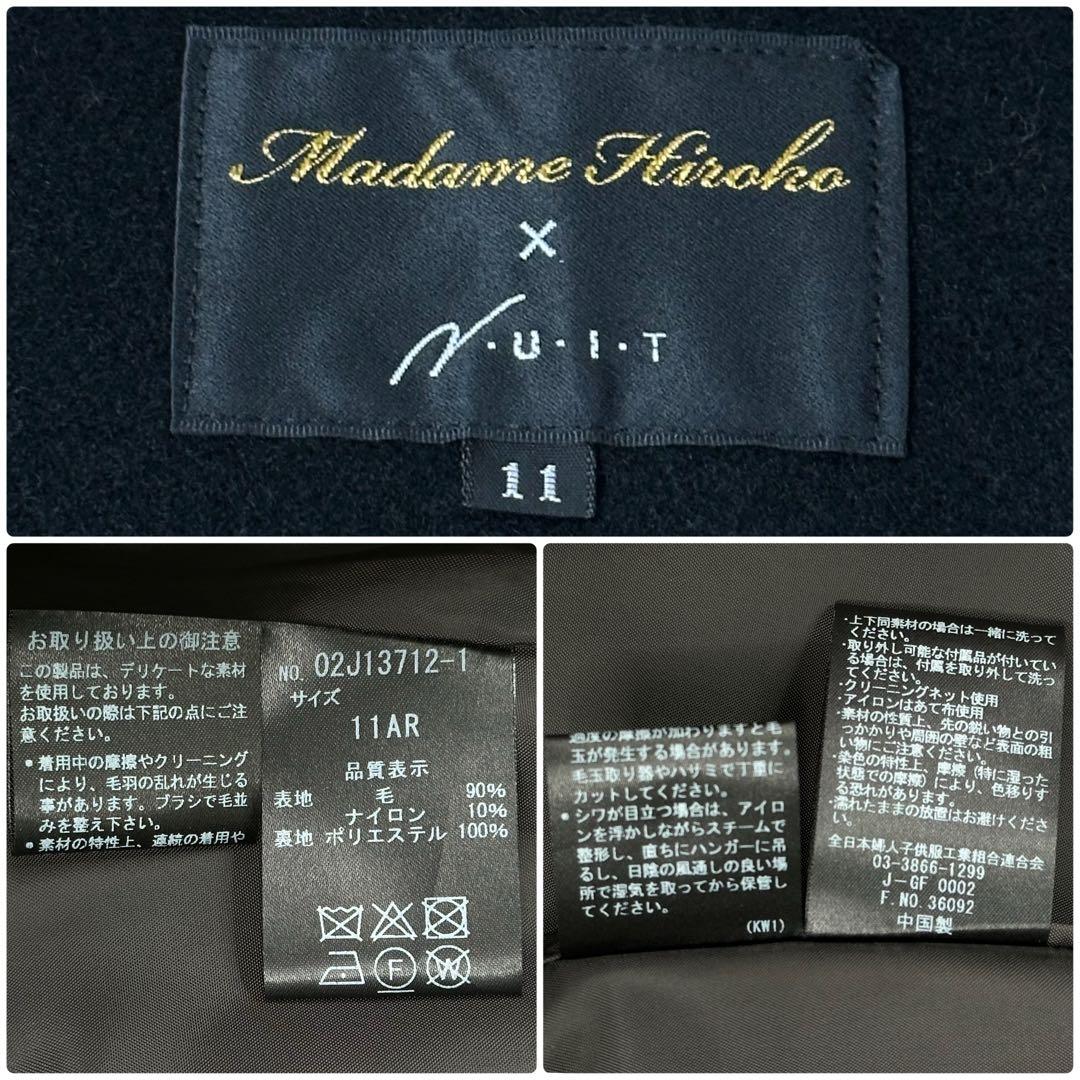 Madame Hiroko
×
N・U・I・T
11
お取り扱い上の御注意
この製品は、デリケートな素材
を使用しております。
お取扱いの際は下記の点にご注
意ください。
●着用中の摩擦やクリーニング
により、毛羽の乱れが生じる
事があります。ブラシで毛並
みを整え下さい。
●素材の特性上、連続の着用や
NO. 02J13712-1
サイズ
11AR
品質表示
表地 毛 90%
ナイロン 10%
裏地 ポリエステル 100%
F
W
過度の摩擦が加わりますと毛
玉が発生する場合があります。
毛玉取り器やハサミで丁重に
カットしてください。
●シワが目立つ場合は、アイロ
ンを浮かしながらスチームで
整形し、直ちにハンガーに吊
るし、日陰の風通しの良い場
所で湿気を取ってから保管し
てください。
(KW1)
・上下同素材の場合は一緒に洗って
ください。
・取り外し可能な付属品が付いてい
る場合は、付属を取り外して洗っ
てください。
・クリーニングネット使用
・アイロンはあて布使用
・素材の性質上、先の鋭い物との引
っかかりや周囲の壁など表面の粗
い物にご注意ください。
・染色の特性上、摩擦(特に湿った
状態での摩擦)により、色移りす
る恐れがあります。
・濡れたままの放置はお避けくださ
い。
全日本婦人子供服工業組合連合会
03-3866-1299
J-GF 0002
F.NO.36092
中国製